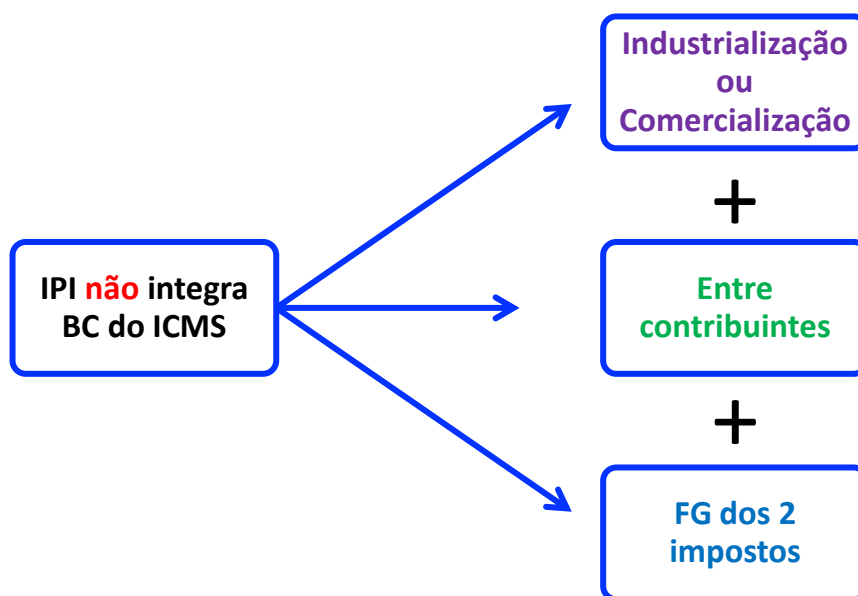 Industrialização
ou
Comercialização
+
IPI não integra
BC do ICMS
Entre
contribuintes
+
FG dos 2
impostos